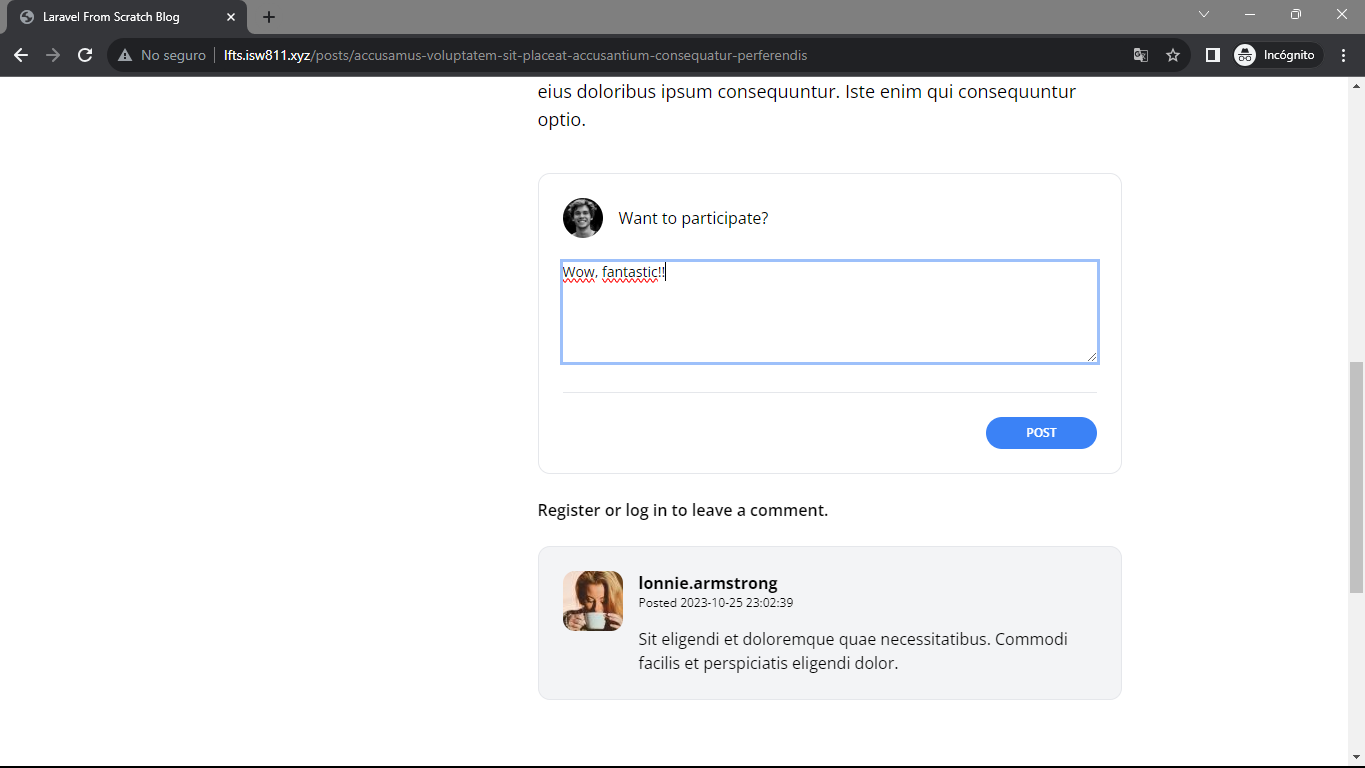 Laravel From Scratch Blog
No seguro
lfts.isw811.xyz/posts/accusamus-voluptatem-sit-placeat-accusantium-consequatur-perferendis
Incógnito
eius doloribus ipsum consequuntur. Iste enim qui consequuntur
optio.
Want to participate?
Wow, fantastic!!
POST
Register or log in to leave a comment.
lonnie.armstrong
Posted 2023-10-25 23:02:39
Sit eligendi et doloremque quae necessitatibus. Commodi
facilis et perspiciatis eligendi dolor.